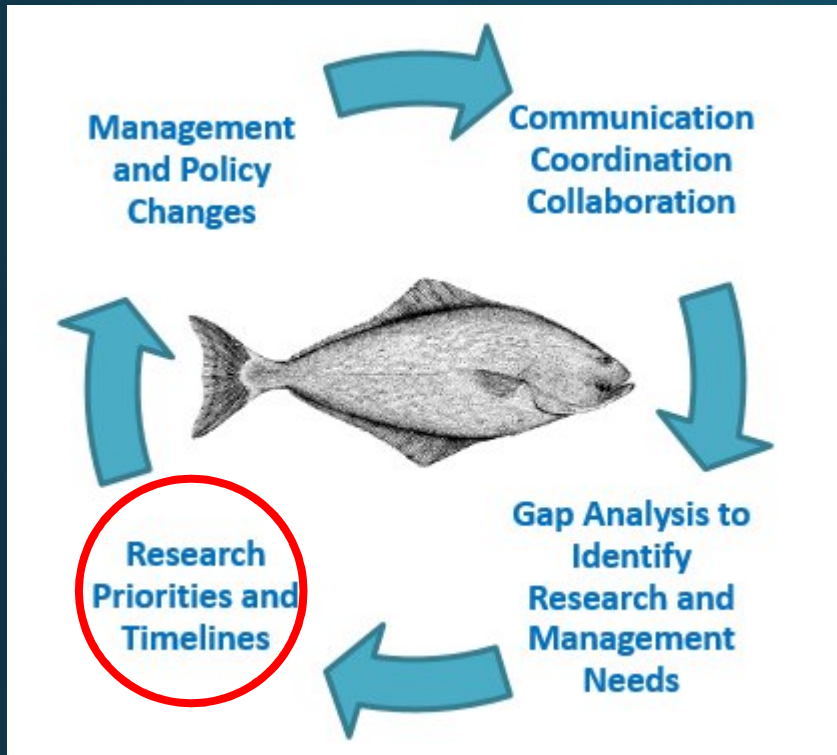 Management
and Policy
Changes
Communication
Coordination
Collaboration
Gap Analysis to
Identify
Research and
Management
Needs
Research
Priorities and
Timelines